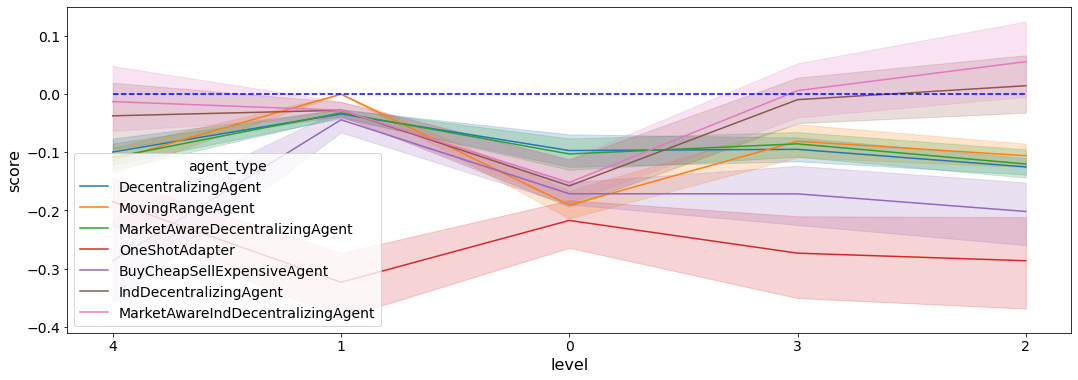 0.1
0.0
−0.1
−0.2
−0.3
−0.4
score
agent_type
DecentralizingAgent
MovingRangeAgent
MarketAwareDecentralizingAgent
OneShotAdapter
BuyCheapSellExpensiveAgent
IndDecentralizingAgent
MarketAwareIndDecentralizingAgent
4 1 0 3 2
level